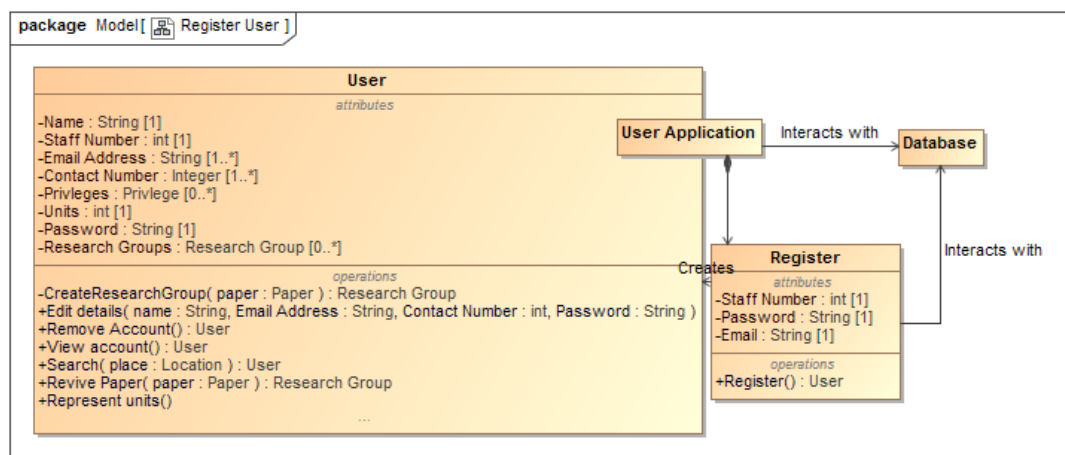 package Model[ Register User ]
User
attributes
-Name : String [1]
-Staff Number : int [1]
-Email Address : String [1..*]
-Contact Number : Integer [1..*]
-Privileges : Privilege [0..*]
-Units : int [1]
-Password : String [1]
-Research Groups : Research Group [0..*]
operations
-CreateResearchGroup( paper : Paper ) : Research Group
+Edit details( name : String, Email Address : String, Contact Number : int, Password : String )
+Remove Account() : User
+View account() : User
+Search( place : Location ) : User
+Revive Paper( paper : Paper ) : Research Group
+Represent units()
...
User Application
Interacts with
Database
Creates
Interacts with
Register
attributes
-Staff Number : int [1]
-Password : String [1]
-Email : String [1]
operations
+Register() : User